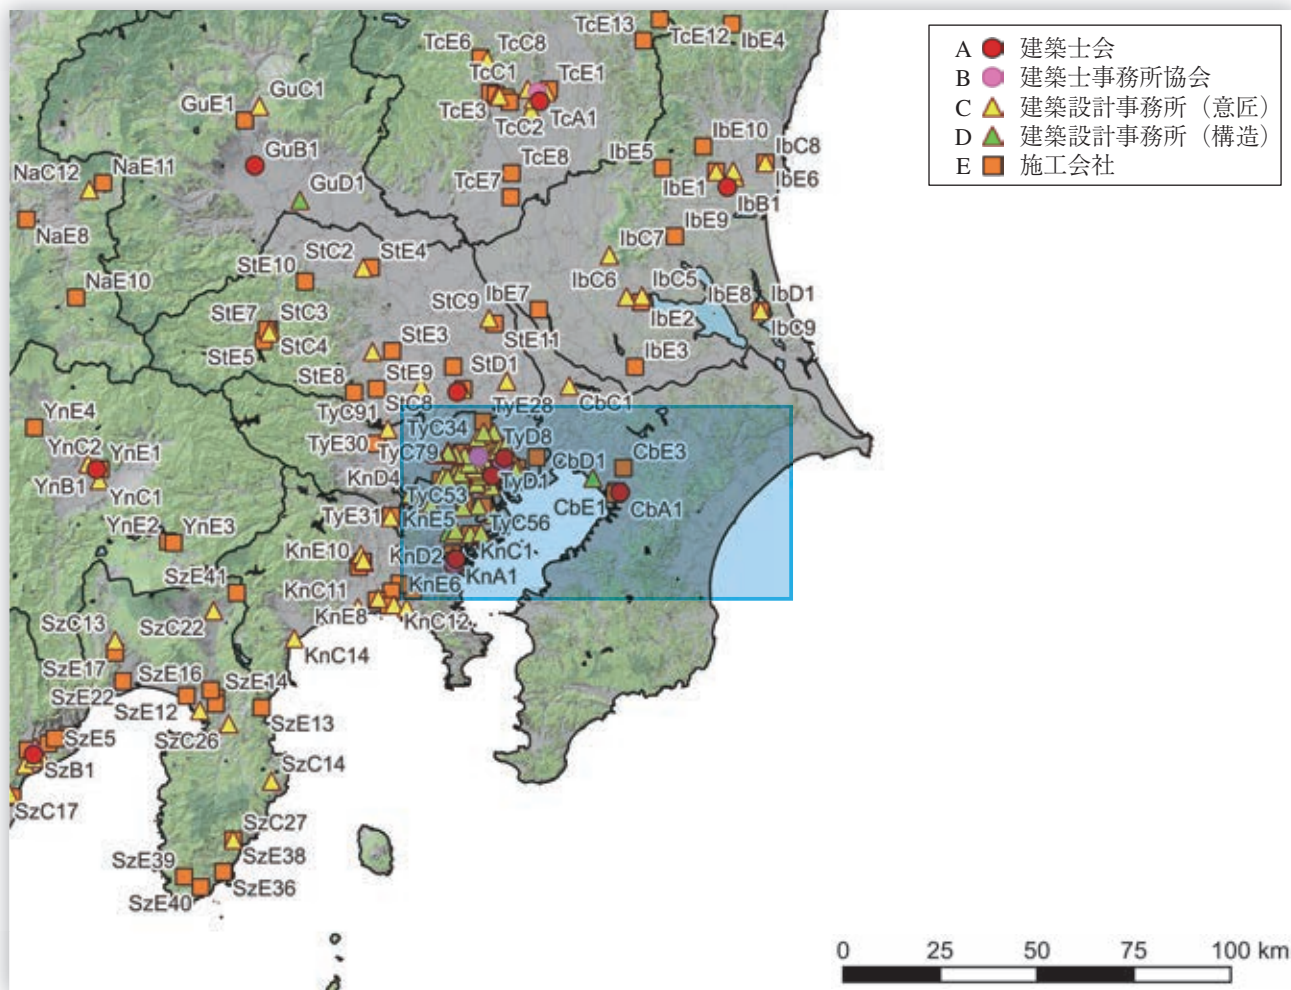 A 建築士会
B 建築士事務所協会
C 建築設計事務所（意匠）
D 建築設計事務所（構造）
E 施工会社
TcE13
TcE12
IbE4
TcE6
TcC8
TcC1
TcE1
TcE3
TcC2
TcA1
GuE1
GuC1
GuB1
GuD1
TcE8
TcE7
IbE10
IbE5
IbC8
IbE1
IbE6
IbB1
IbE9
NaC12
NaE11
NaE8
NaE10
IbC7
IbC6
IbC5
IbE8
IbD1
IbE2
IbC9
IbE3
StC2
StE4
StE10
StC9
IbE7
StE7
StC3
StE11
StE5
StC4
StE3
StE8
StE9
StD1
StC8
CbC1
TyC91
TyE28
TyC34
TyE30
TyD8
TyC79
CbD1
CbE3
KnD4
TyD1
TyC53
CbE1
CbA1
TyE31
KnE5
TyC56
YnE4
YnC2
YnE1
YnB1
YnC1
YnE2
YnE3
KnE10
KnD2
KnC1
KnA1
KnC11
KnE6
KnE8
KnC12
KnC14
SzE41
SzC22
SzC13
SzE17
SzE16
SzE14
SzE22
SzE12
SzE13
SzC26
SzE5
SzB1
SzC14
SzC17
SzC27
SzE38
SzE39
SzE36
SzE40
0 25 50 75 100 km